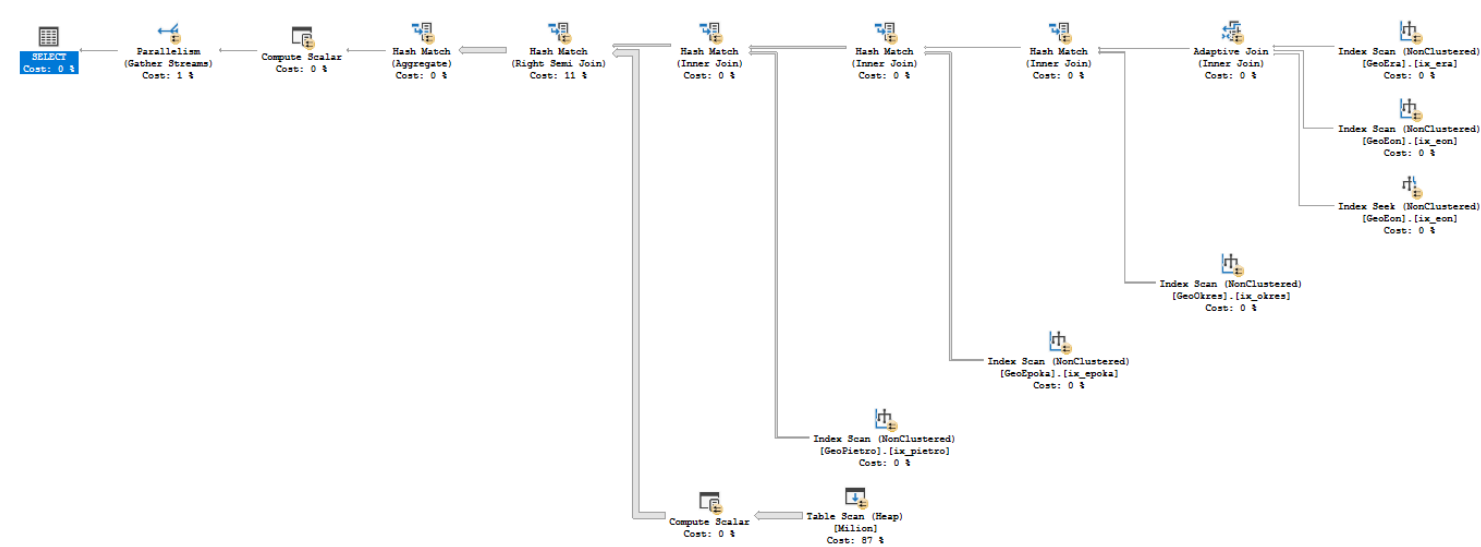 SELECT
Cost: 0 %
Parallelism
(Gather Streams)
Cost: 1 %
Compute Scalar
Cost: 0 %
Hash Match
(Aggregate)
Cost: 0 %
Hash Match
(Right Semi Join)
Cost: 11 %
Hash Match
(Inner Join)
Cost: 0 %
Hash Match
(Inner Join)
Cost: 0 %
Hash Match
(Inner Join)
Cost: 0 %
Adaptive Join
(Inner Join)
Cost: 0 %
Index Scan (NonClustered)
[GeoEra].[ix_era]
Cost: 0 %
Index Scan (NonClustered)
[GeoEon].[ix_eon]
Cost: 0 %
Index Seek (NonClustered)
[GeoEon].[ix_eon]
Cost: 0 %
Index Scan (NonClustered)
[GeoOkres].[ix_okres]
Cost: 0 %
Index Scan (NonClustered)
[GeoEpoka].[ix_epoka]
Cost: 0 %
Index Scan (NonClustered)
[GeoPietro].[ix_pietro]
Cost: 0 %
Compute Scalar
Cost: 0 %
Table Scan (Heap)
[Milion]
Cost: 87 %